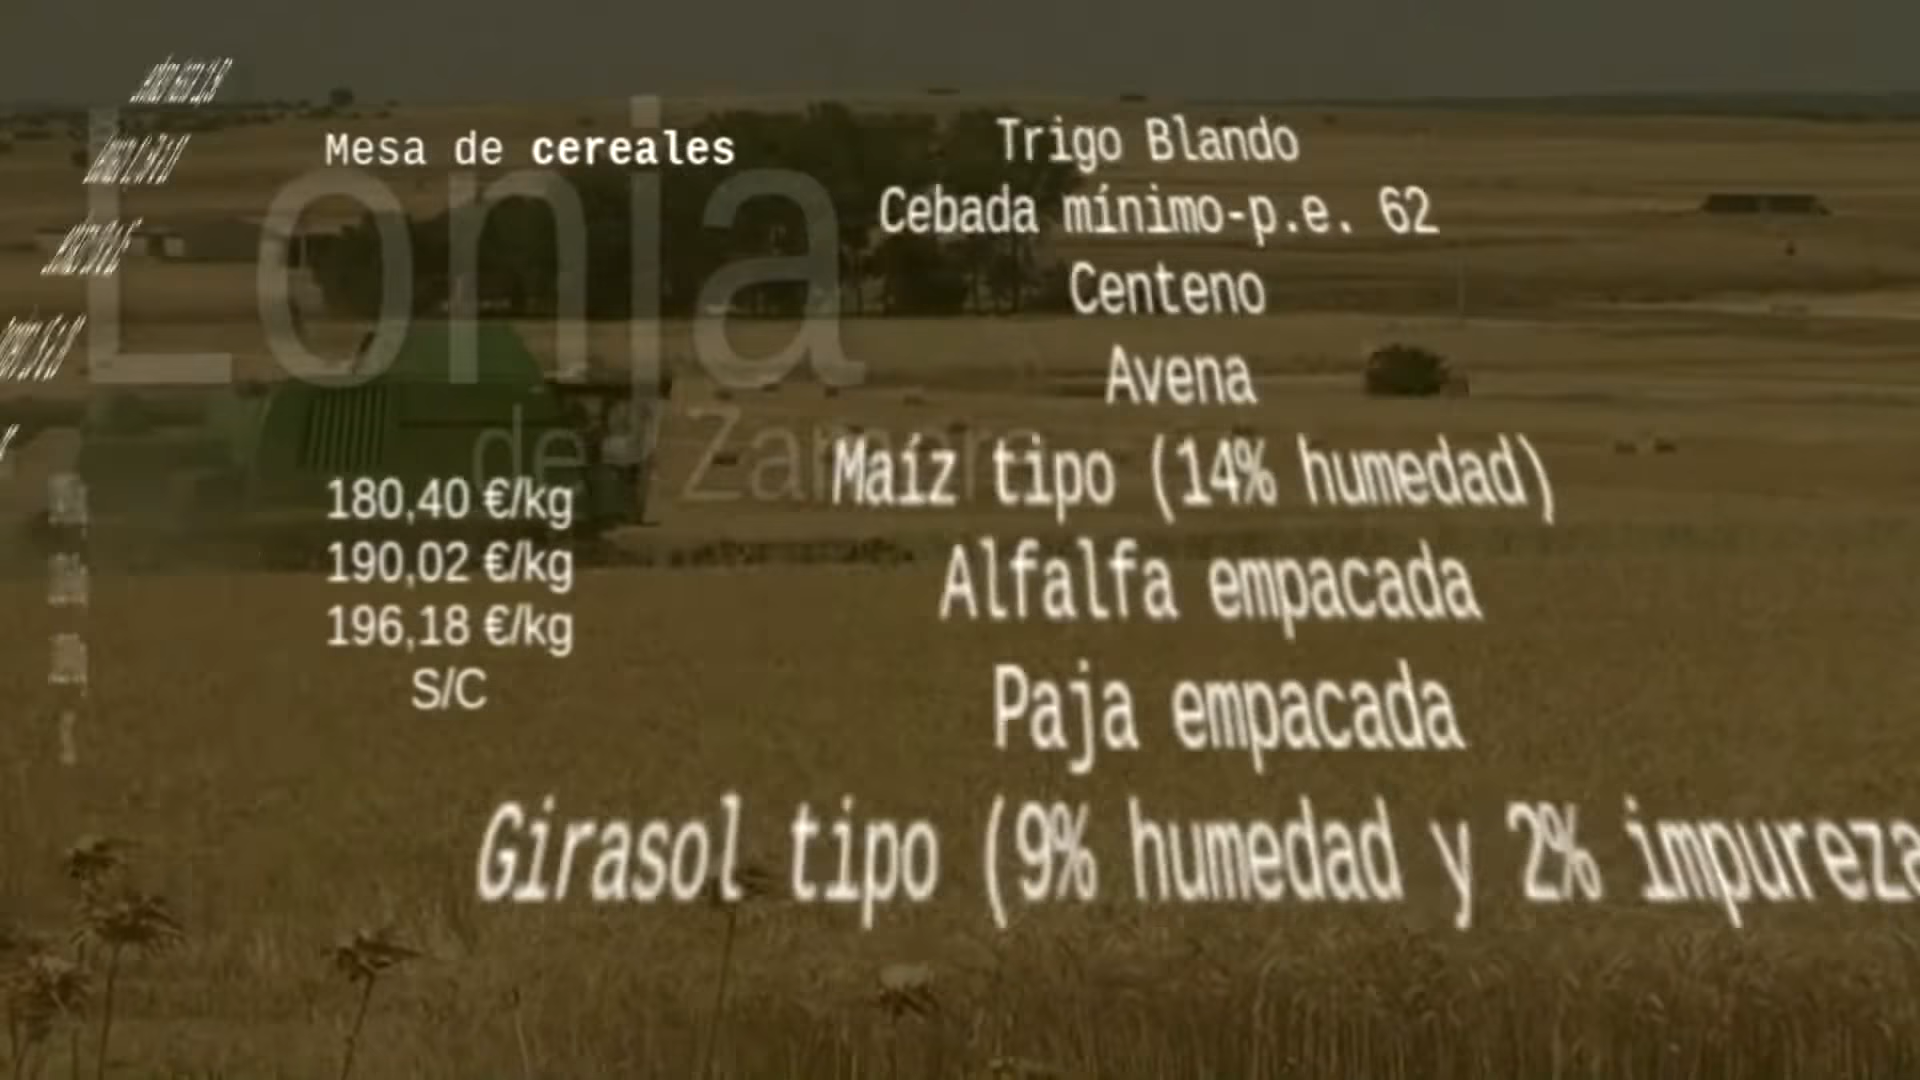 Lonja
de Zamora
Mesa de cereales
180,40 €/kg
190,02 €/kg
196,18 €/kg
S/C
Trigo Blando
Cebada mínimo-p.e. 62
Centeno
Avena
Maíz tipo (14% humedad)
Alfalfa empacada
Paja empacada
Girasol tipo (9% humedad y 2% impureza